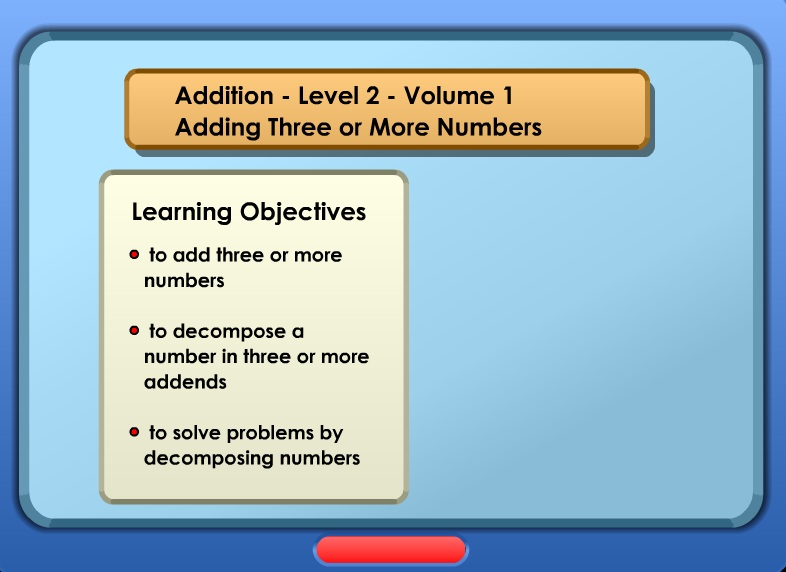 Addition - Level 2 - Volume 1
Adding Three or More Numbers
Learning Objectives
to add three or more
numbers
to decompose a
number in three or more
addends
to solve problems by
decomposing numbers